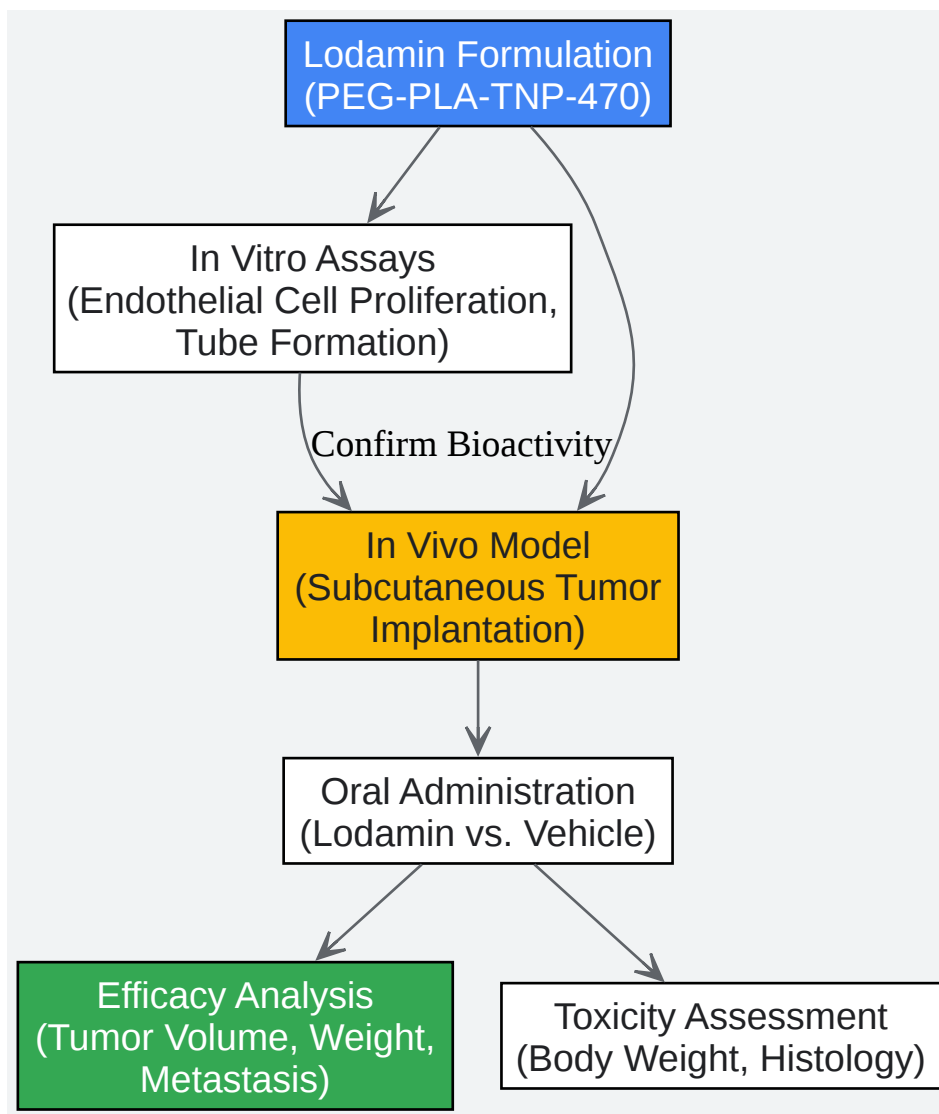 Lodamin Formulation
(PEG-PLA-TNP-470)
In Vitro Assays
(Endothelial Cell Proliferation,
Tube Formation)
Confirm Bioactivity
In Vivo Model
(Subcutaneous Tumor
Implantation)
Oral Administration
(Lodamin vs. Vehicle)
Efficacy Analysis
(Tumor Volume, Weight,
Metastasis)
Toxicity Assessment
(Body Weight, Histology)